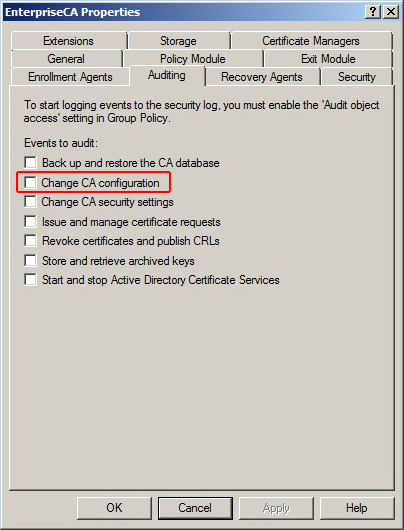 EnterpriseCA Properties
Extensions Storage Certificate Managers
General Policy Module Exit Module
Enrollment Agents Auditing Recovery Agents Security
To start logging events to the security log, you must enable the 'Audit object
access' setting in Group Policy.
Events to audit:
Back up and restore the CA database
Change CA configuration
Change CA security settings
Issue and manage certificate requests
Revoke certificates and publish CRLs
Store and retrieve archived keys
Start and stop Active Directory Certificate Services
OK Cancel Apply Help